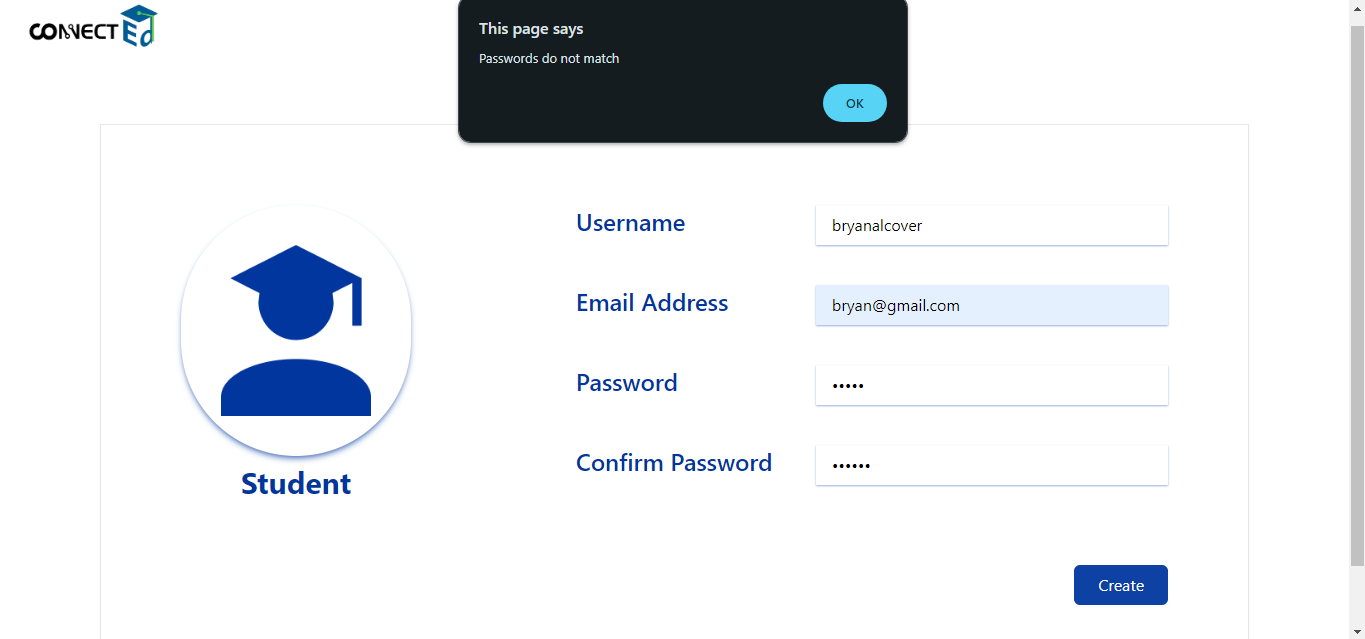 CONNECT Ed
This page says
Passwords do not match
OK
Username
bryanalcover
Email Address
bryan@gmail.com
Password
•••••
Confirm Password
••••••
Student
Create